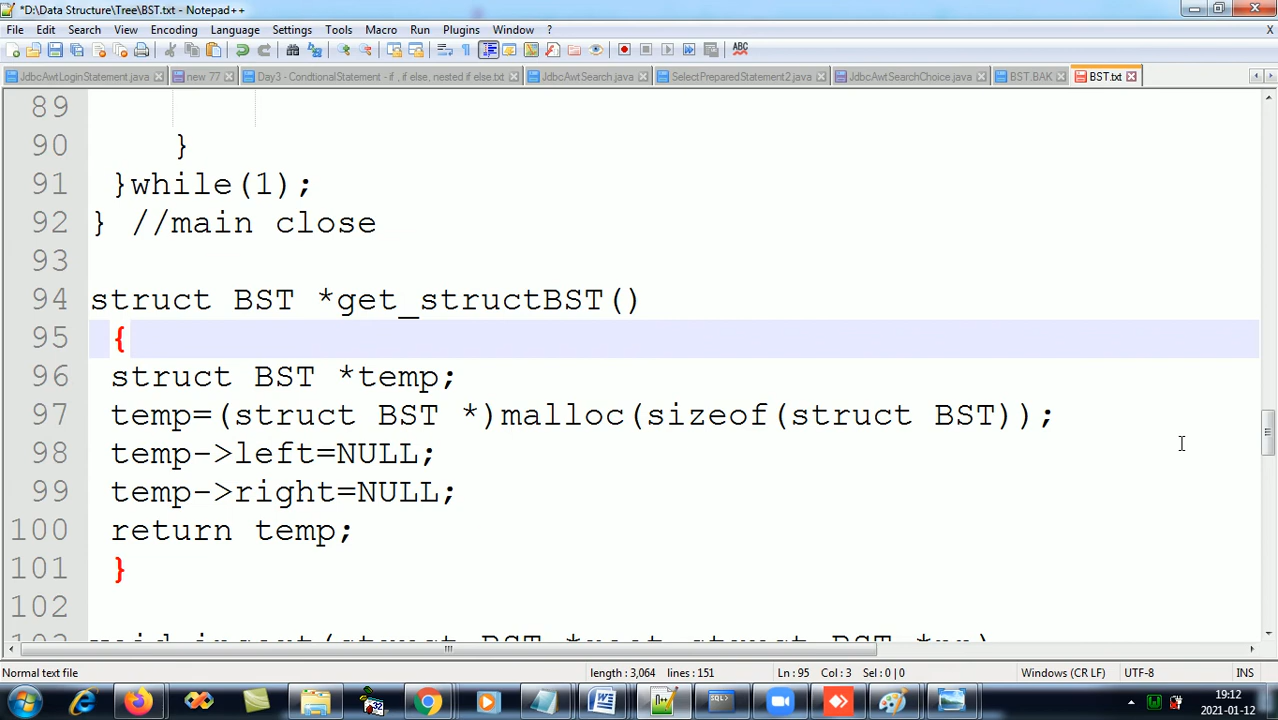 *D:\Data Structure\Tree\BST.txt - Notepad++
File Edit Search View Encoding Language Settings Tools Macro Run Plugins Window ? X
JdbcAwtLoginStatement.java new 77 Day3 - CondtionalStatement - if , if else, nested if else.txt JdbcAwtSearch.java SelectPreparedStatement2.java JdbcAwtSearchChoice.java BST.BAK BST.txt
89
90 }
91 }while(1);
92 } //main close
93
94 struct BST *get_structBST()
95 {
96 struct BST *temp;
97 temp=(struct BST *)malloc(sizeof(struct BST));
98 temp->left=NULL;
99 temp->right=NULL;
100 return temp;
101 }
102
Normal text file length : 3,064 lines : 151 Ln : 95 Col : 3 Sel : 0 | 0 Windows (CR LF) UTF-8 INS
19:12
2021-01-12